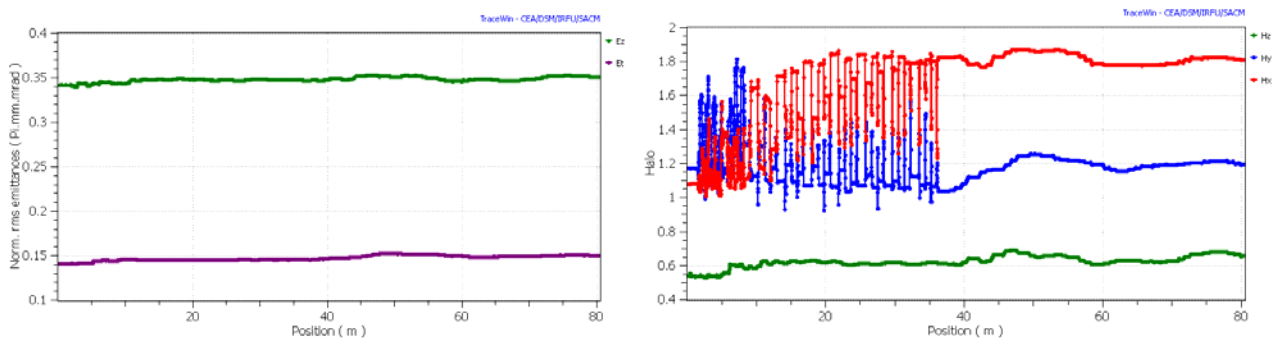 TraceWin - CEA/DSM/IRFU/SACM
0.4
0.35
0.3
0.25
0.2
0.15
0.1
Norm. rms emittances ( Pi.mm.mrad )
20
40
60
80
Position ( m )
Ez
Et
TraceWin - CEA/DSM/IRFU/SACM
2
1.8
1.6
1.4
1.2
1
0.8
0.6
0.4
Halo
20
40
60
80
Position ( m )
Hz
Hy
Hx